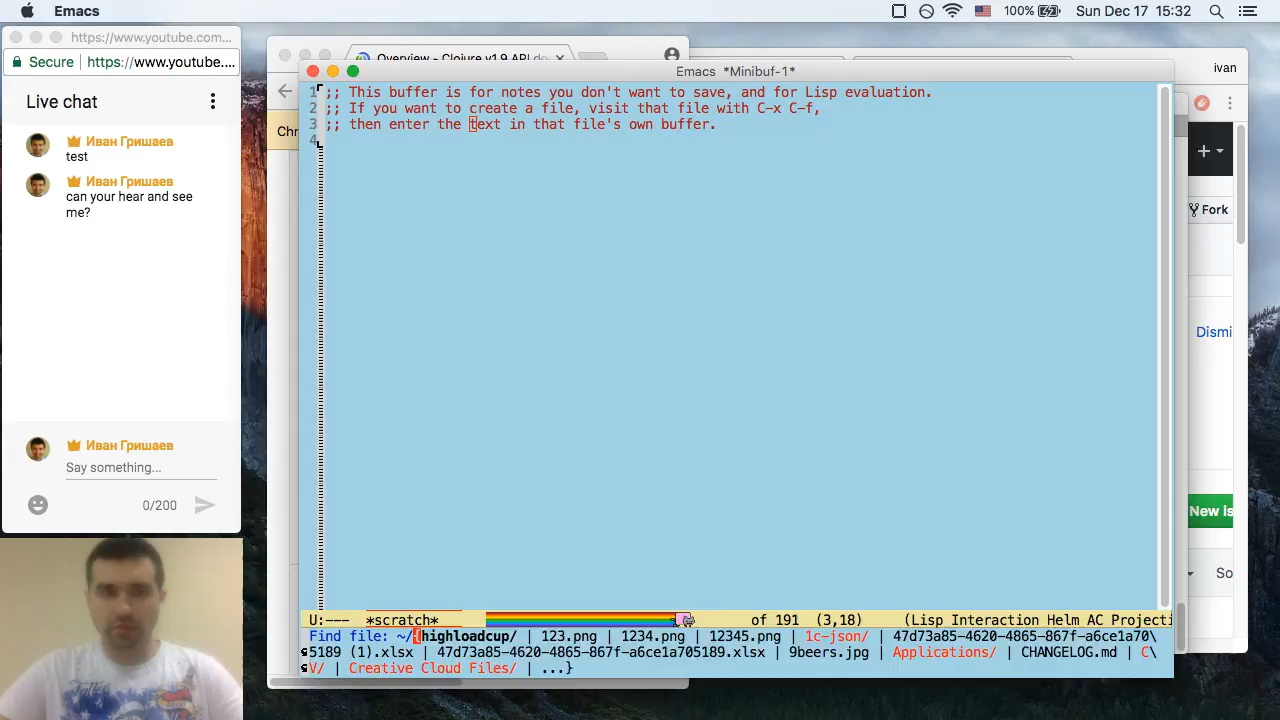 Emacs
100%
Sun Dec 17 15:32
https://www.youtube.com...
Secure
https://www.youtube....
Live chat
Иван Гришаев
test
Иван Гришаев
can your hear and see
me?
Иван Гришаев
Say something...
0/200
Overview - Clojure v1.9 API do
Chr
Emacs *Minibuf-1*
1 ;; This buffer is for notes you don't want to save, and for Lisp evaluation.
2 ;; If you want to create a file, visit that file with C-x C-f,
3 ;; then enter the text in that file's own buffer.
4
U:--- *scratch* of 191 (3,18) (Lisp Interaction Helm AC Projecti
Find file: ~/{highloadcup/ | 123.png | 1234.png | 12345.png | 1c-json/ | 47d73a85-4620-4865-867f-a6ce1a70\
5189 (1).xlsx | 47d73a85-4620-4865-867f-a6ce1a705189.xlsx | 9beers.jpg | Applications/ | CHANGELOG.md | C\
V/ | Creative Cloud Files/ | ...}
ivan
Fork
Dismi
New is
So